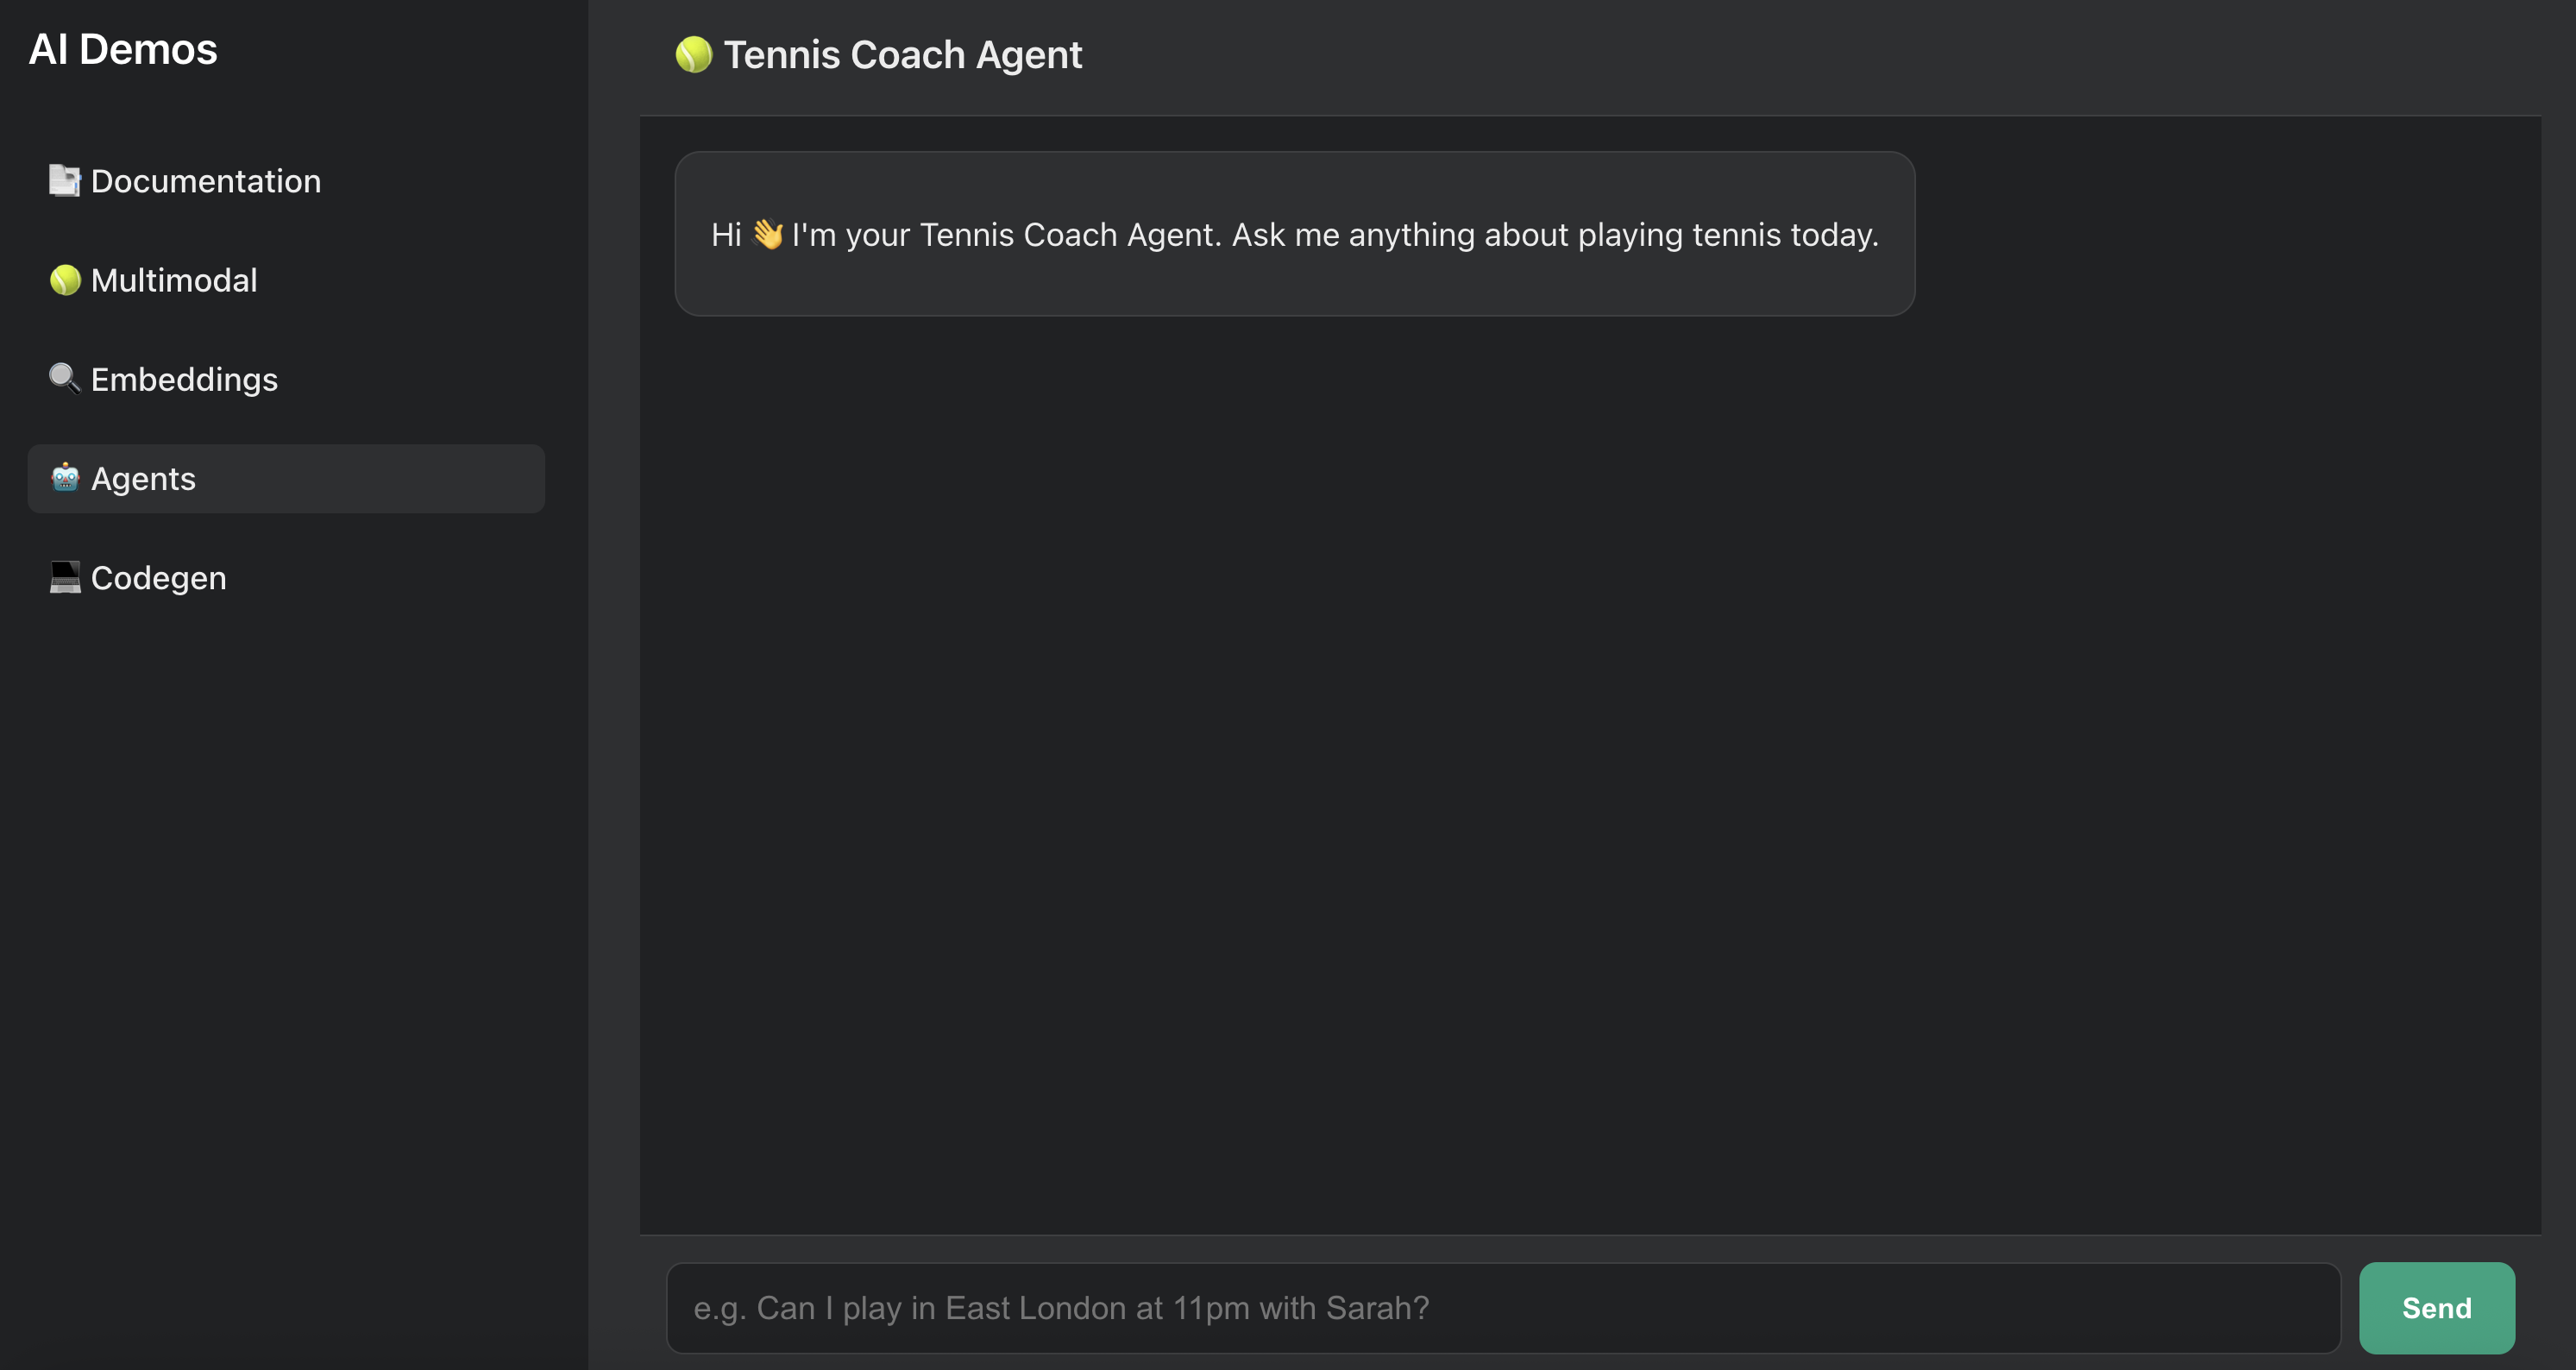 AI Demos
📄 Documentation
🎾 Multimodal
🔍 Embeddings
🤖 Agents
💻 Codegen
🎾 Tennis Coach Agent
Hi 👋 I'm your Tennis Coach Agent. Ask me anything about playing tennis today.
e.g. Can I play in East London at 11pm with Sarah?
Send